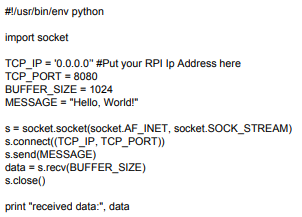 #!/usr/bin/env python
import socket
TCP_IP = '0.0.0.0" #Put your RPI Ip Address here
TCP_PORT = 8080
BUFFER_SIZE = 1024
MESSAGE = "Hello, World!"
s = socket.socket(socket.AF_INET, socket.SOCK_STREAM)
s.connect((TCP_IP, TCP_PORT))
s.send(MESSAGE)
data = s.recv(BUFFER_SIZE)
s.close()
print "received data:", data